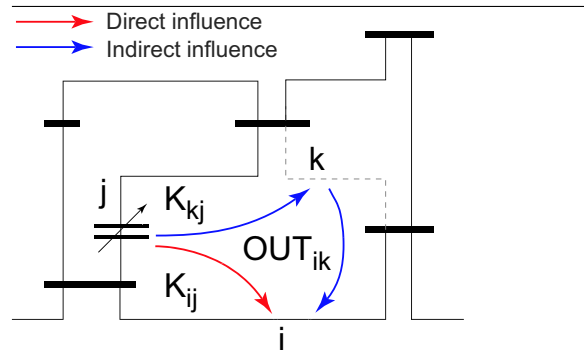 Direct influence
Indirect influence
k
j
K_kj
OUT_ik
K_ij
i